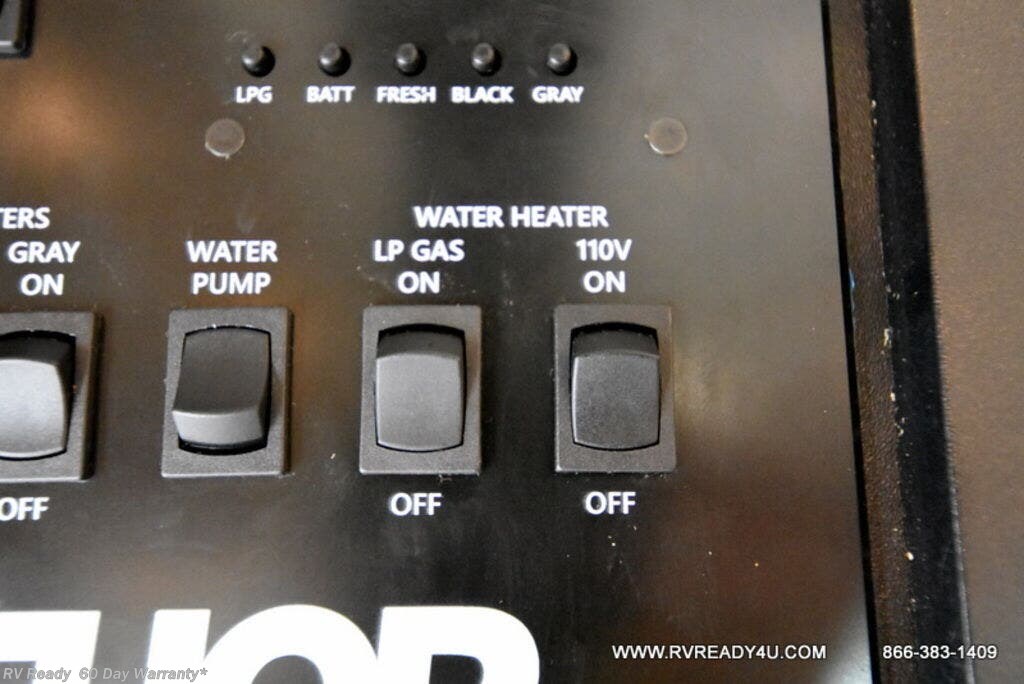 LPG BATT FRESH BLACK GRAY
TERS
WATER HEATER
GRAY
ON
WATER
PUMP
LP GAS
ON
110V
ON
OFF
OFF
OFF
RV Ready 60 Day Warranty*
WWW.RVREADY4U.COM 866-383-1409